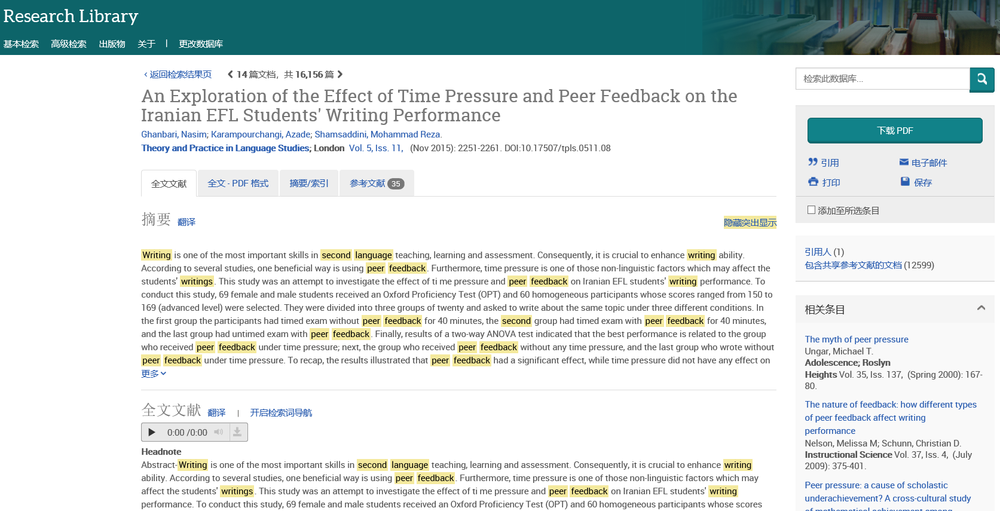 Research Library
基本检索 高级检索 出版物 关于 | 更改数据库
‹ 返回检索结果页 14 篇文档，共 16,156 篇
An Exploration of the Effect of Time Pressure and Peer Feedback on the
Iranian EFL Students' Writing Performance
Ghanbari, Nasim; Karampourchangi, Azade; Shamsaddini, Mohammad Reza.
Theory and Practice in Language Studies; London Vol. 5, Iss. 11, (Nov 2015): 2251-2261. DOI:10.17507/tpls.0511.08
全文文献 全文 - PDF 格式 摘要/索引 参考文献 35
摘要 翻译 隐藏突出显示
Writing is one of the most important skills in second language teaching, learning and assessment. Consequently, it is crucial to enhance writing ability.
According to several studies, one beneficial way is using peer feedback. Furthermore, time pressure is one of those non-linguistic factors which may affect the
students' writings. This study was an attempt to investigate the effect of ti me pressure and peer feedback on Iranian EFL students' writing performance. To
conduct this study, 69 female and male students received an Oxford Proficiency Test (OPT) and 60 homogeneous participants whose scores ranged from 150 to
169 (advanced level) were selected. They were divided into three groups of twenty and asked to write about the same topic under three different conditions. In
the first group the participants had timed exam without peer feedback for 40 minutes, the second group had timed exam with peer feedback for 40 minutes,
and the last group had untimed exam with peer feedback. Finally, results of a two-way ANOVA test indicated that the best performance is related to the group
who received peer feedback under time pressure; next, the group who received peer feedback without any time pressure, and the last group who wrote without
peer feedback under time pressure. To recap, the results illustrated that peer feedback had a significant effect, while time pressure did not have any effect on
更多
全文文献 翻译 | 开启检索词导航
0:00 /0:00
Headnote
Abstract-Writing is one of the most important skills in second language teaching, learning and assessment. Consequently, it is crucial to enhance writing
ability. According to several studies, one beneficial way is using peer feedback. Furthermore, time pressure is one of those non-linguistic factors which may
affect the students' writings. This study was an attempt to investigate the effect of ti me pressure and peer feedback on Iranian EFL students' writing
performance. To conduct this study, 69 female and male students received an Oxford Proficiency Test (OPT) and 60 homogeneous participants whose scores
检索此数据库...
下载 PDF
引用 电子邮件
打印 保存
添加至所选条目
引用人 (1)
包含共享参考文献的文档 (12599)
相关条目
The myth of peer pressure
Ungar, Michael T.
Adolescence; Roslyn
Heights Vol. 35, Iss. 137, (Spring 2000): 167-
80.
The nature of feedback: how different types
of peer feedback affect writing
performance
Nelson, Melissa M; Schunn, Christian D.
Instructional Science Vol. 37, Iss. 4, (July
2009): 375-401.
Peer pressure: a cause of scholastic
underachievement? A cross-cultural study
of mathematical achievement among